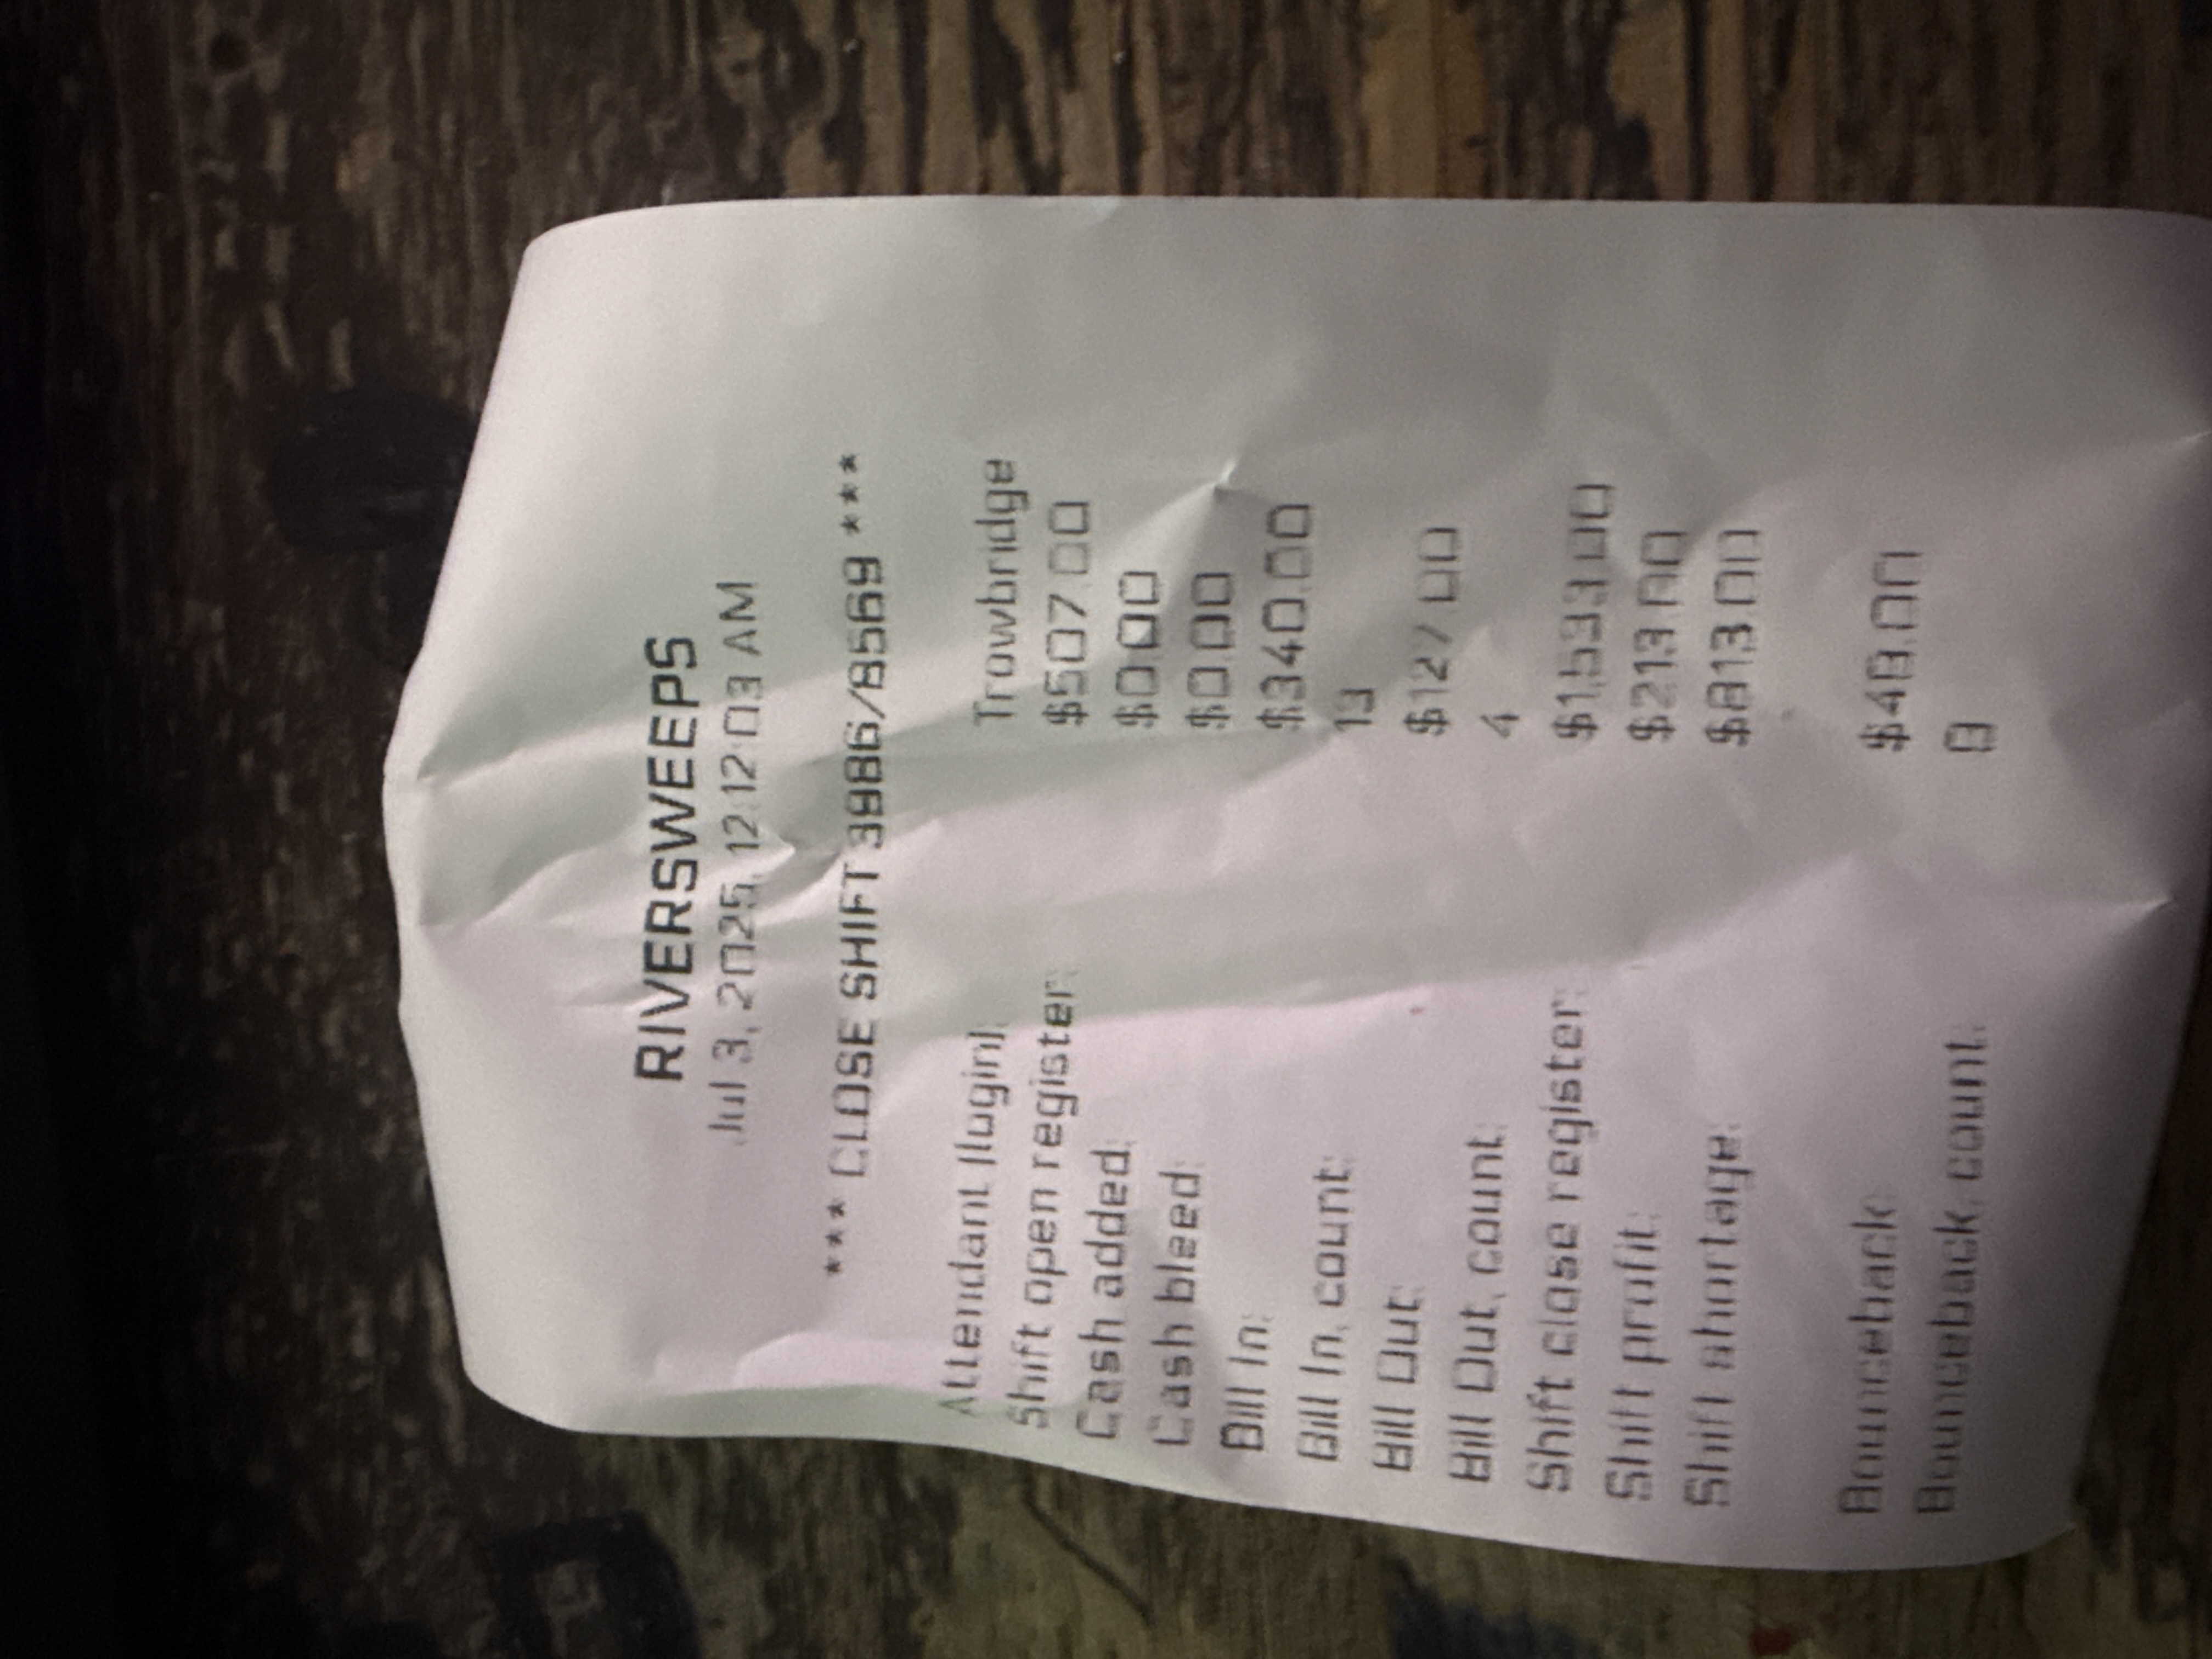 RIVERSWEEPS
Jul 3, 2025, 12:12:03 AM
*** CLOSE SHIFT 3986/8569 ***
Attendant (login): Trowbridge
Shift open register: $507.00
Cash added: $0.00
Cash bleed: $0.00
Bill In: $340.00
Bill In, count: 13
Bill Out: $127.00
Bill Out, count: 4
Shift close register: $1,533.00
Shift profit: $213.00
Shift shortage: $813.00
Bounceback: $48.00
Bounceback, count: